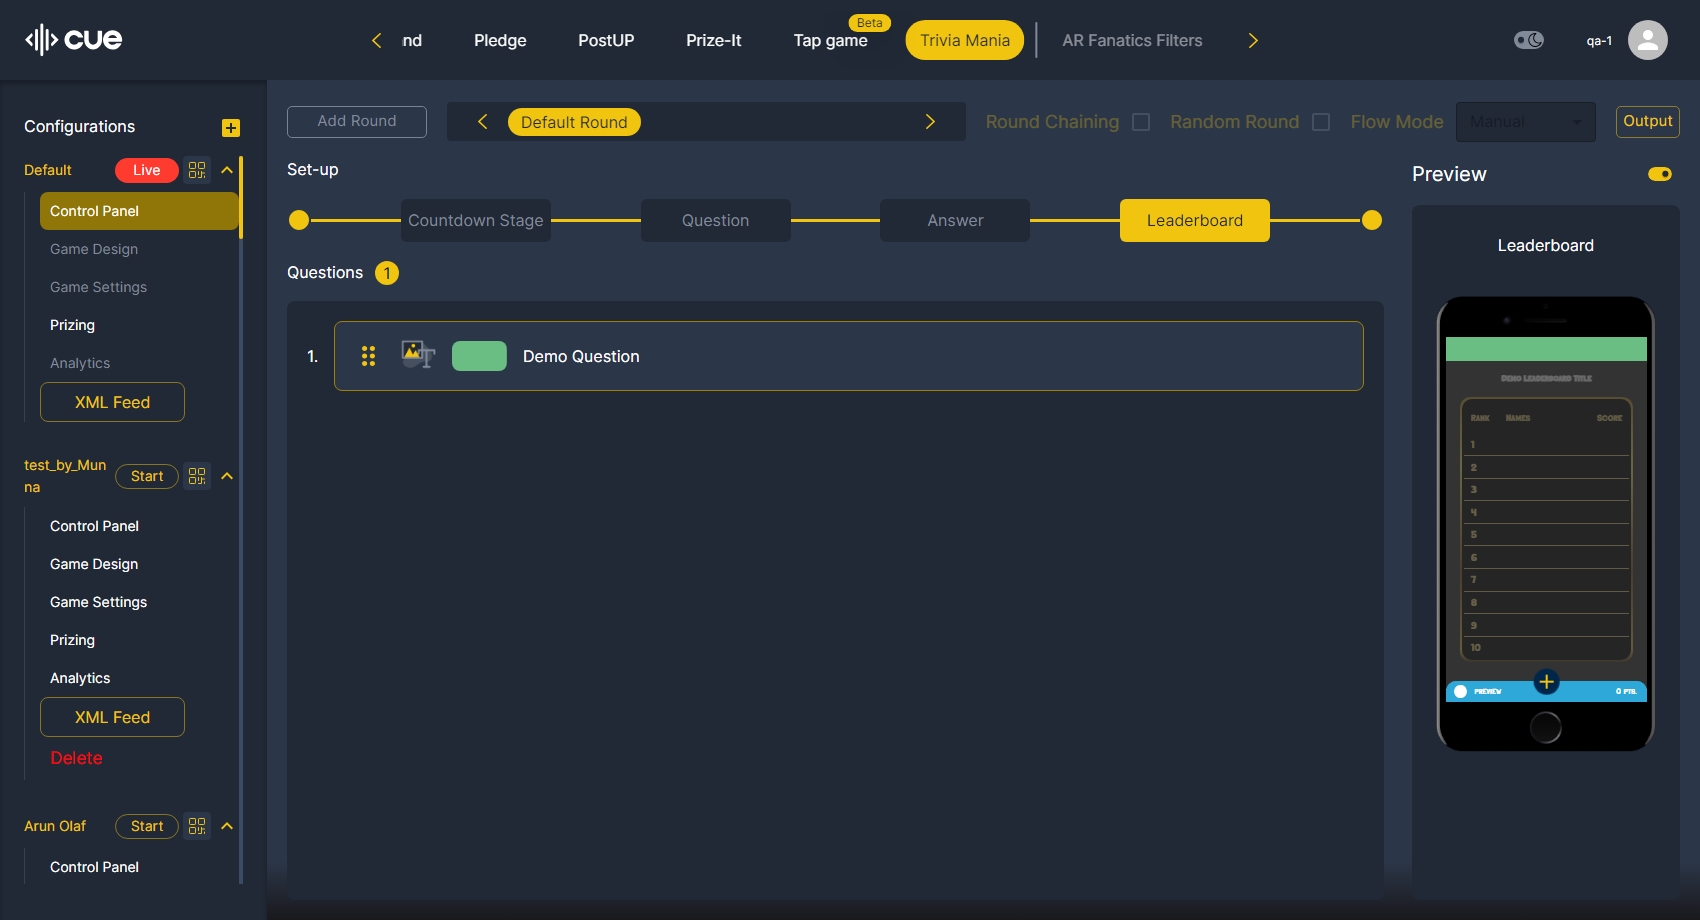 cue
nd
Pledge
PostUP
Prize-It
Tap game
Beta
Trivia Mania
AR Fanatics Filters
qa-1
Configurations
Default
Live
Control Panel
Game Design
Game Settings
Prizing
Analytics
XML Feed
test_by_Mun
na
Start
Control Panel
Game Design
Game Settings
Prizing
Analytics
XML Feed
Delete
Arun Olaf
Start
Control Panel
Add Round
Default Round
Round Chaining
Random Round
Flow Mode
Manual
Output
Set-up
Countdown Stage
Question
Answer
Leaderboard
Questions
1
1.
T
Demo Question
Preview
Leaderboard
Demo Leaderboard Title
Rank Names Score
1
2
3
4
5
6
7
8
9
10
PREVIEW
0 PTS.